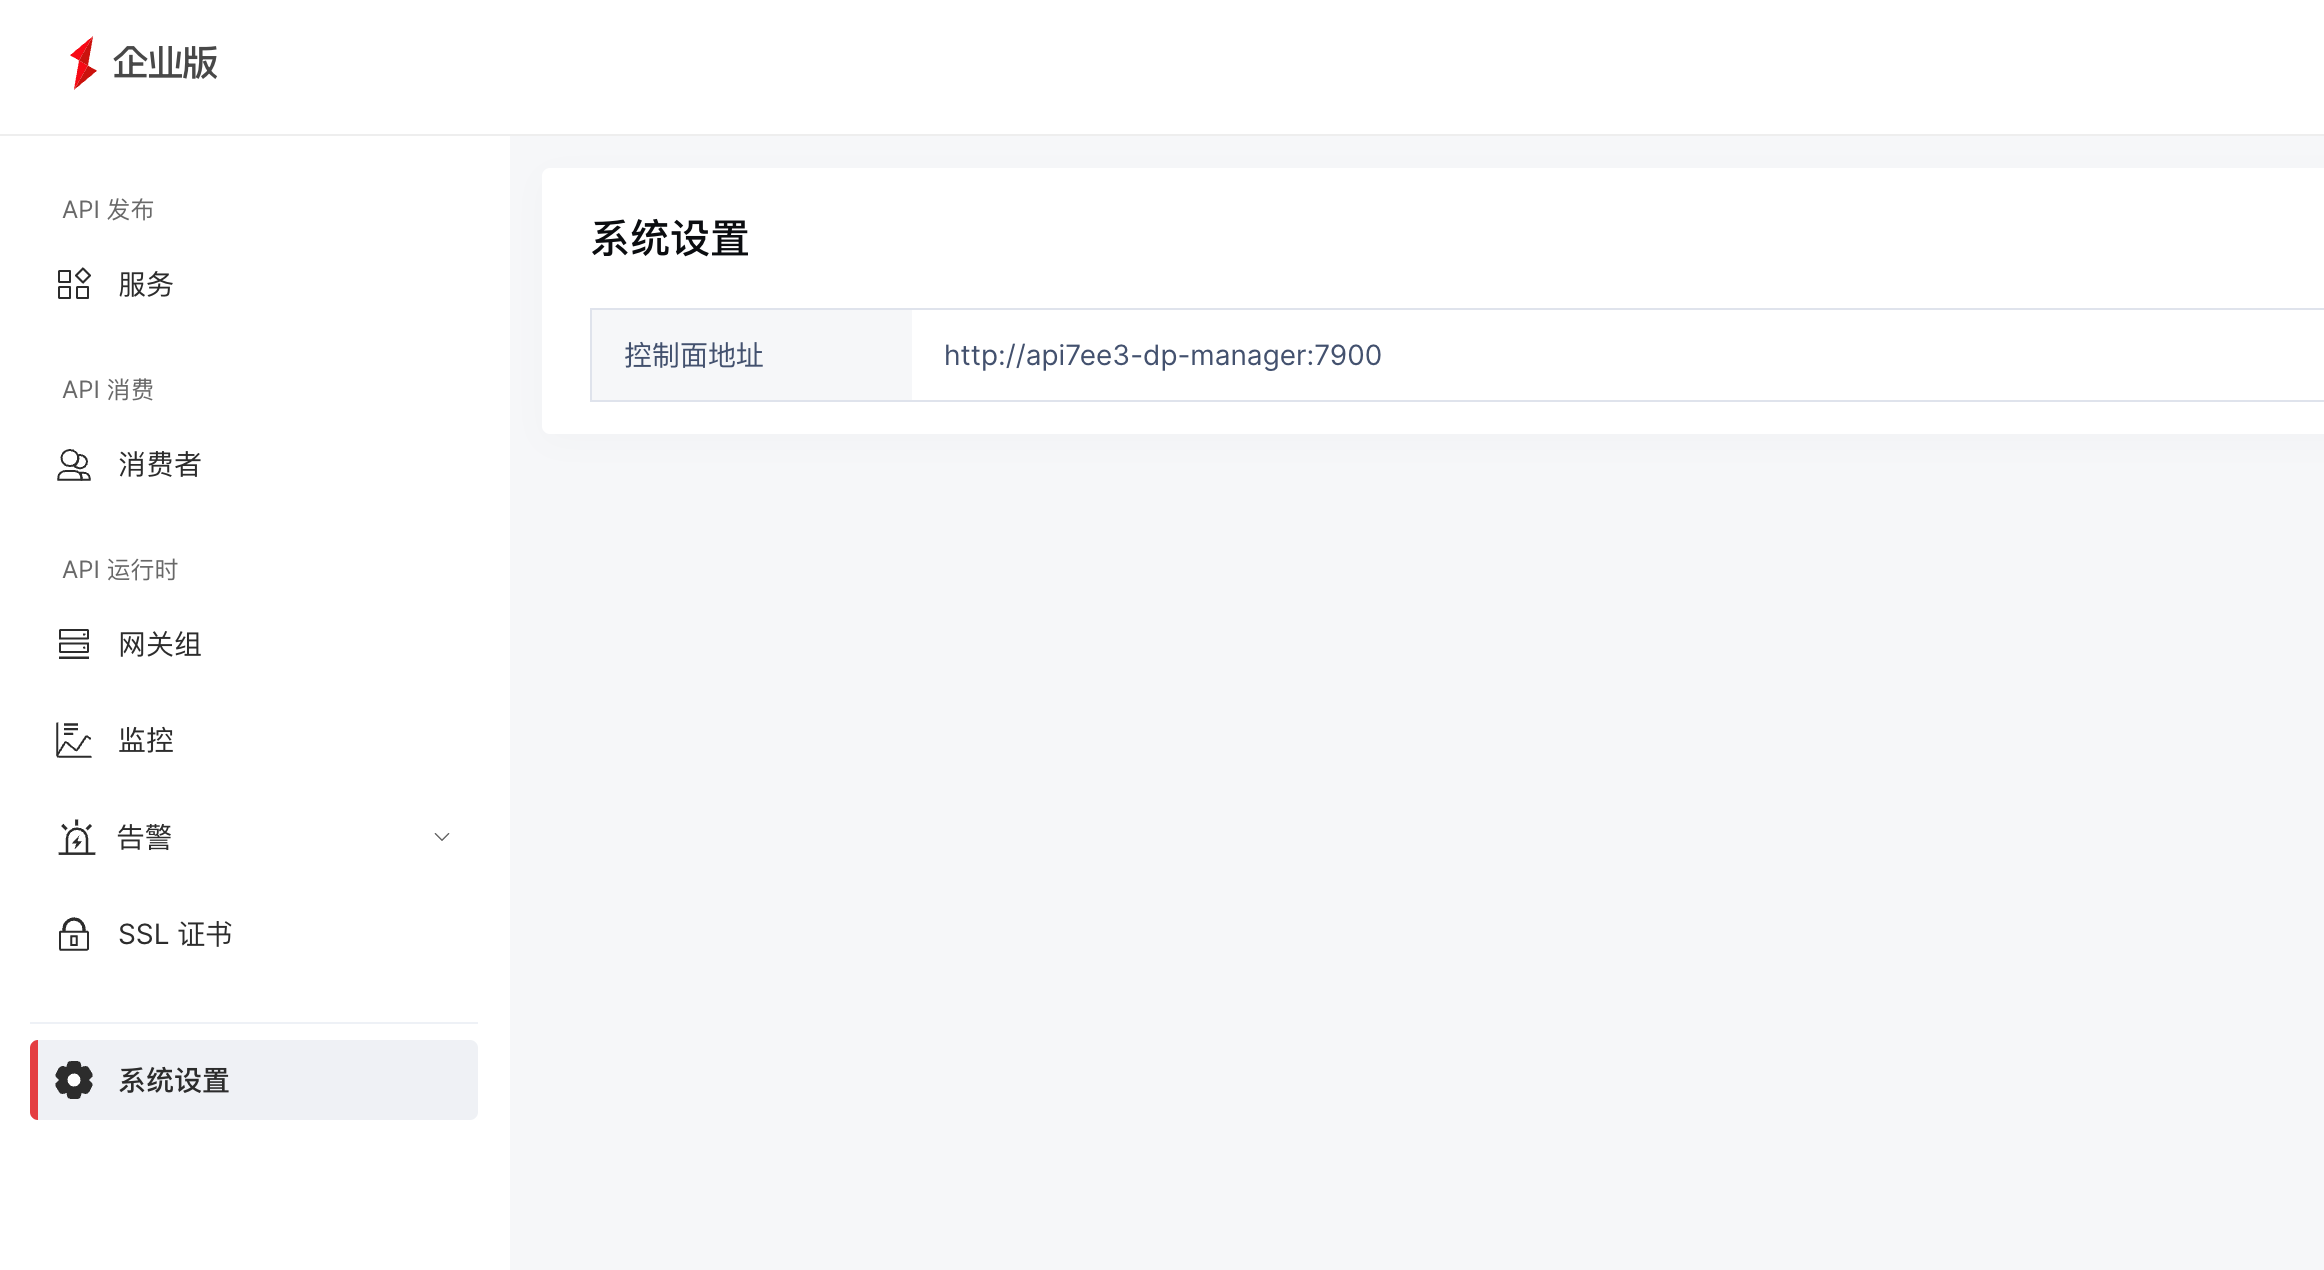 企业版
API 发布
服务
API 消费
消费者
API 运行时
网关组
监控
告警
SSL 证书
系统设置
系统设置
控制面地址 http://api7ee3-dp-manager:7900